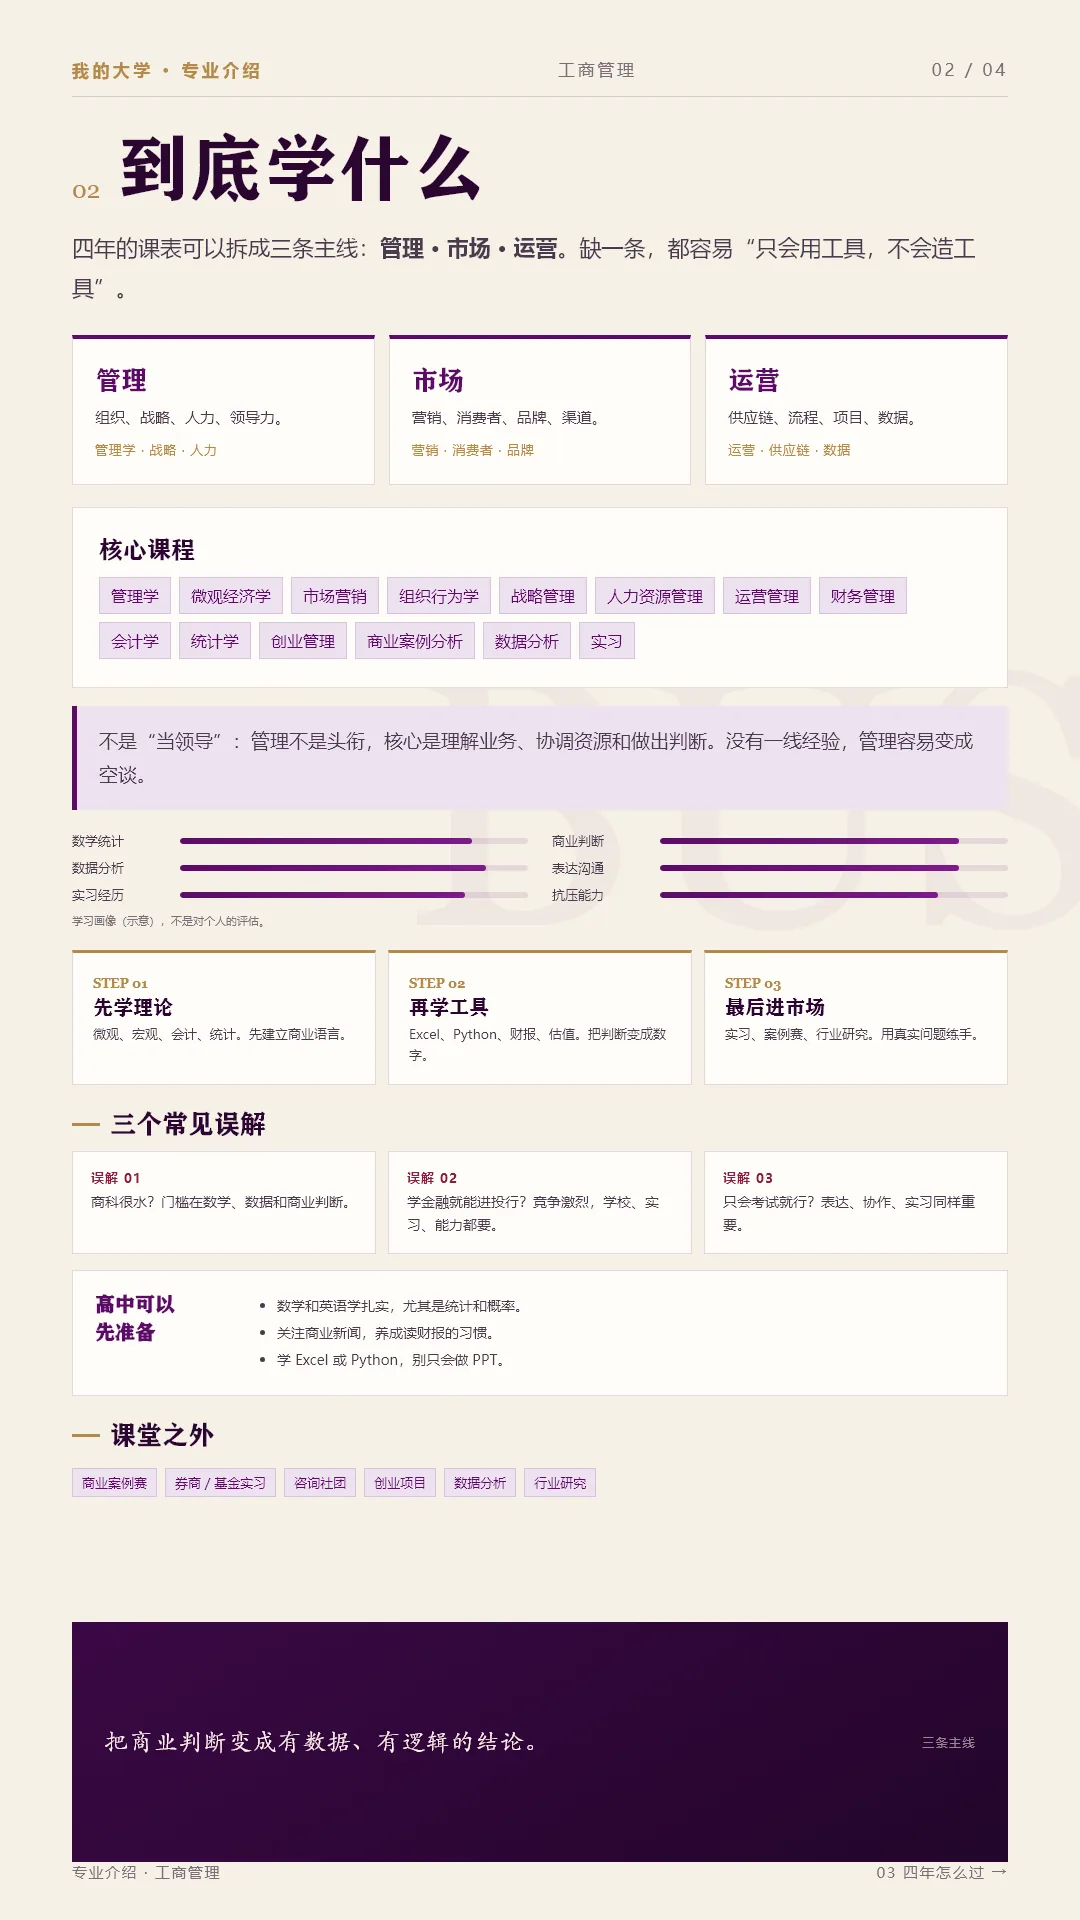 我的大学 · 专业介绍
工商管理
02 / 04
02 到底学什么
四年的课表可以拆成三条主线：管理 · 市场 · 运营。缺一条，都容易“只会用工具，不会造工
具”。
管理
组织、战略、人力、领导力。
管理学 · 战略 · 人力
市场
营销、消费者、品牌、渠道。
营销 · 消费者 · 品牌
运营
供应链、流程、项目、数据。
运营 · 供应链 · 数据
核心课程
管理学 微观经济学 市场营销 组织行为学 战略管理 人力资源管理 运营管理 财务管理
会计学 统计学 创业管理 商业案例分析 数据分析 实习
BUS
不是“当领导”：管理不是头衔，核心是理解业务、协调资源和做出判断。没有一线经验，管理容易变成
空谈。
数学统计
商业判断
数据分析
表达沟通
实习经历
抗压能力
学习画像（示意），不是对个人的评估。
STEP 01
先学理论
微观、宏观、会计、统计。先建立商业语言。
STEP 02
再学工具
Excel、Python、财报、估值。把判断变成数
字。
STEP 03
最后进市场
实习、案例赛、行业研究。用真实问题练手。
三个常见误解
误解 01
商科很水？门槛在数学、数据和商业判断。
误解 02
学金融就能进投行？竞争激烈，学校、实
习、能力都要。
误解 03
只会考试就行？表达、协作、实习同样重
要。
高中可以
先准备
• 数学和英语学扎实，尤其是统计和概率。
• 关注商业新闻，养成读财报的习惯。
• 学 Excel 或 Python，别只会做 PPT。
课堂之外
商业案例赛 券商 / 基金实习 咨询社团 创业项目 数据分析 行业研究
把商业判断变成有数据、有逻辑的结论。
三条主线
专业介绍 · 工商管理
03 四年怎么过 →